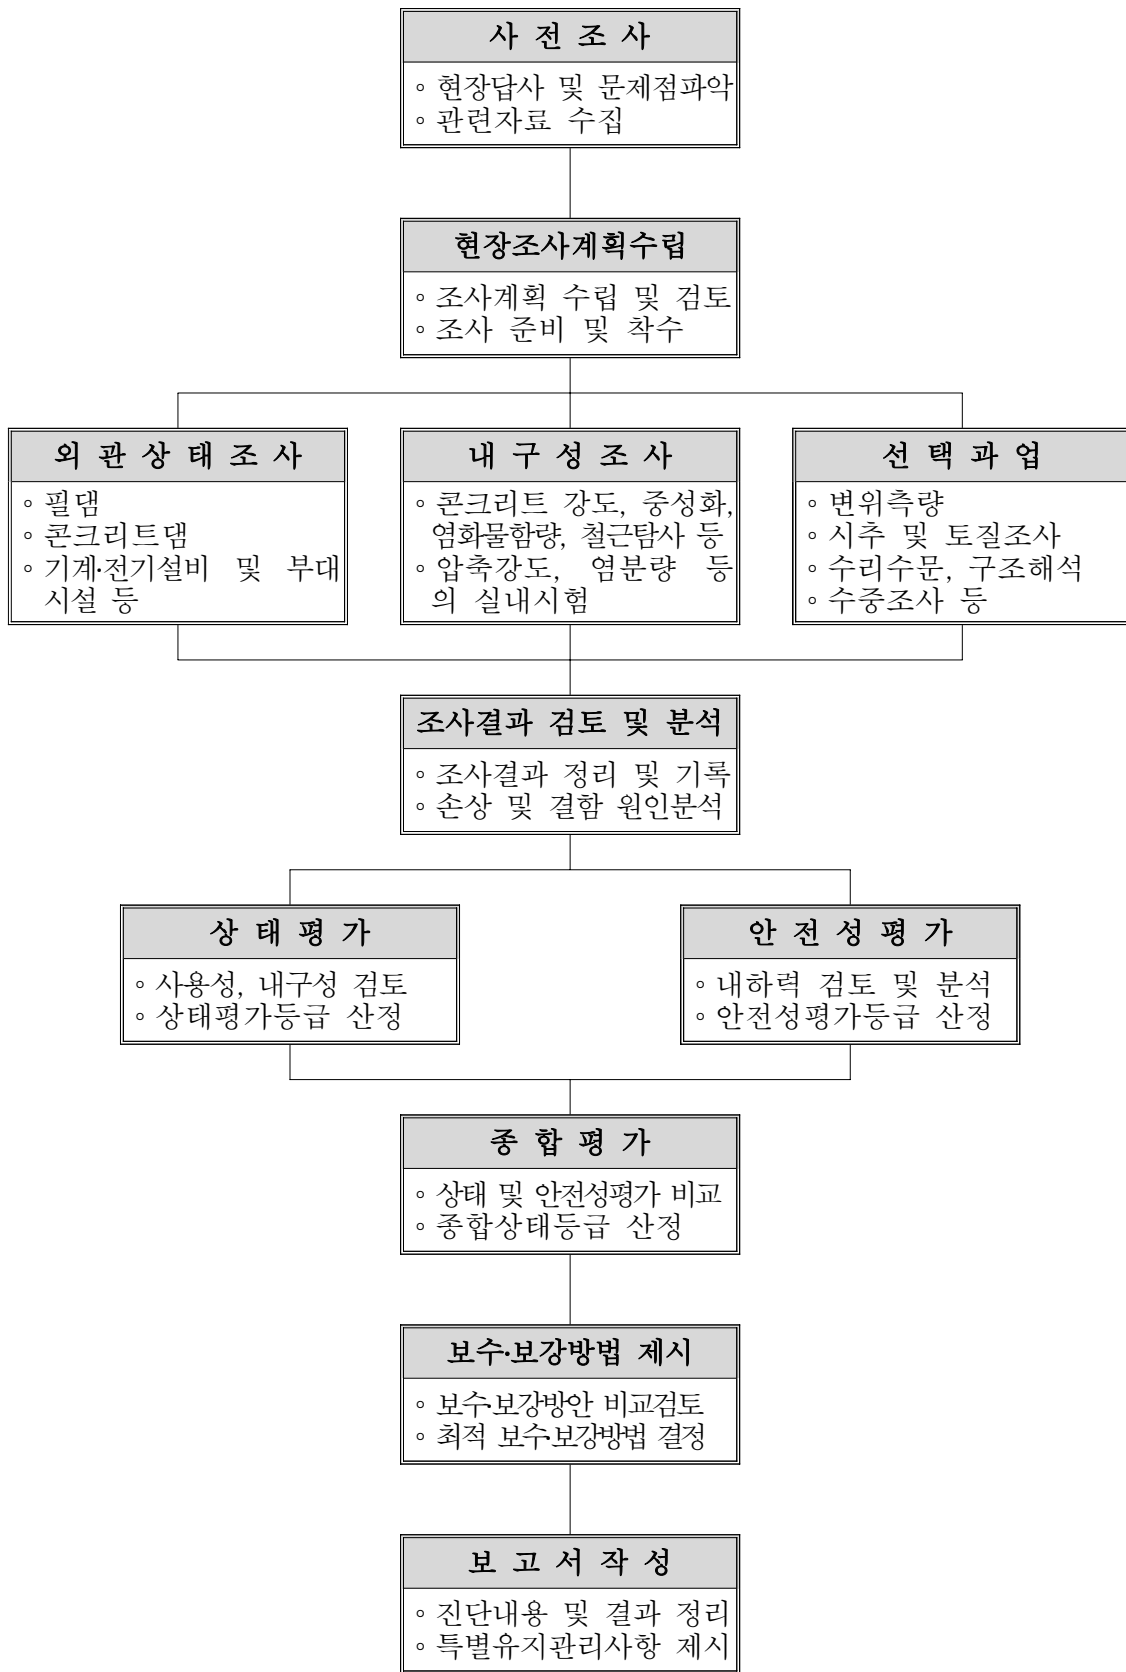 사 전 조 사
◦ 현장답사 및 문제점파악
◦ 관련자료 수집
현장조사계획수립
◦ 조사계획 수립 및 검토
◦ 조사 준비 및 착수
외 관 상 태 조 사
◦ 필댐
◦ 콘크리트댐
◦ 기계·전기설비 및 부대
시설 등
내 구 성 조 사
◦ 콘크리트 강도, 중성화,
염화물함량, 철근탐사 등
◦ 압축강도, 염분량 등
의 실내시험
선 택 과 업
◦ 변위측량
◦ 시추 및 토질조사
◦ 수리수문, 구조해석
◦ 수중조사 등
조사결과 검토 및 분석
◦ 조사결과 정리 및 기록
◦ 손상 및 결함 원인분석
상 태 평 가
◦ 사용성, 내구성 검토
◦ 상태평가등급 산정
안 전 성 평 가
◦ 내하력 검토 및 분석
◦ 안전성평가등급 산정
종 합 평 가
◦ 상태 및 안전성평가 비교
◦ 종합상태등급 산정
보수·보강방법 제시
◦ 보수·보강방안 비교검토
◦ 최적 보수·보강방법 결정
보 고 서 작 성
◦ 진단내용 및 결과 정리
◦ 특별유지관리사항 제시